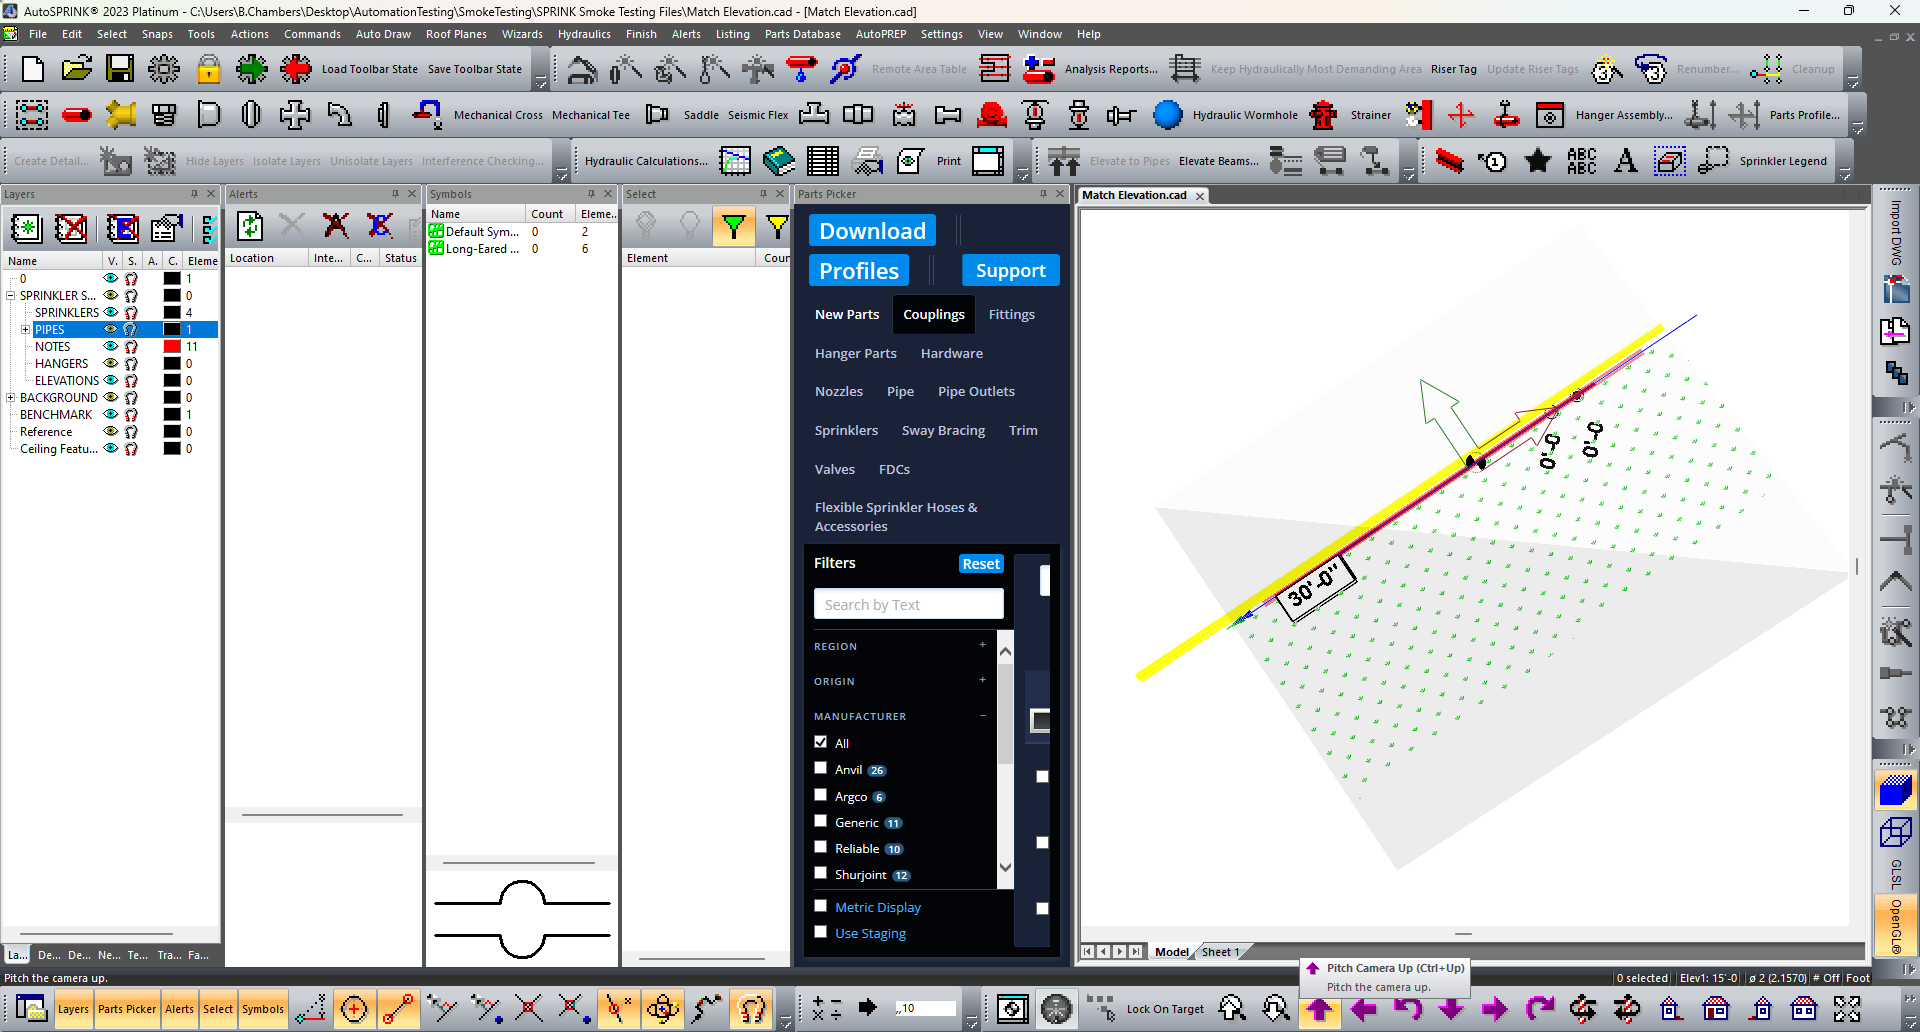 AutoSPRINK® 2023 Platinum - C:\Users\B.Chambers\Desktop\AutomationTesting\SmokeTesting\SPRINK Smoke Testing Files\Match Elevation.cad - [Match Elevation.cad]
File Edit Select Snaps Tools Actions Commands Auto Draw Roof Planes Wizards Hydraulics Finish Alerts Listing Parts Database AutoPREP Settings View Window Help
Load Toolbar State Save Toolbar State Remote Area Table Analysis Reports... Keep Hydraulically Most Demanding Area Riser Tag Update Riser Tags Renumber... Cleanup
Mechanical Cross Mechanical Tee Saddle Seismic Flex Hydraulic Wormhole Strainer Hanger Assembly... Parts Profile...
Create Detail... Hide Layers Isolate Layers Unisolate Layers Interference Checking... Hydraulic Calculations... Print Elevate to Pipes Elevate Beams... ABC ABC A Sprinkler Legend
Layers
Name V. S. A. C. Eleme
0 1
SPRINKLER S... 0
SPRINKLERS 4
PIPES 1
NOTES 11
HANGERS 0
ELEVATIONS 0
BACKGROUND 0
BENCHMARK 1
Reference 0
Ceiling Featu... 0
La... De... De... Ne... Te... Tra... Fa...
Alerts
Location Inte... C... Status
Symbols
Name Count Eleme...
Default Sym... 0 2
Long-Eared ... 0 6
Select
Element Coun
Parts Picker
Download
Profiles Support
New Parts Couplings Fittings
Hanger Parts Hardware
Nozzles Pipe Pipe Outlets
Sprinklers Sway Bracing Trim
Valves FDCs
Flexible Sprinkler Hoses &
Accessories
Filters Reset
Search by Text
REGION +
ORIGIN +
MANUFACTURER −
All
Anvil 26
Argco 6
Generic 11
Reliable 10
Shurjoint 12
Metric Display
Use Staging
Match Elevation.cad
0'-0
0'-0
30'-0"
Model Sheet 1
Import DWG
GLSL
OpenGL®
Pitch Camera Up (Ctrl+Up)
Pitch the camera up.
Pitch the camera up.
0 selected Elev1: 15'-0 ø 2 (2.1570) # Off Foot
Layers Parts Picker Alerts Select Symbols ,,10 Lock On Target